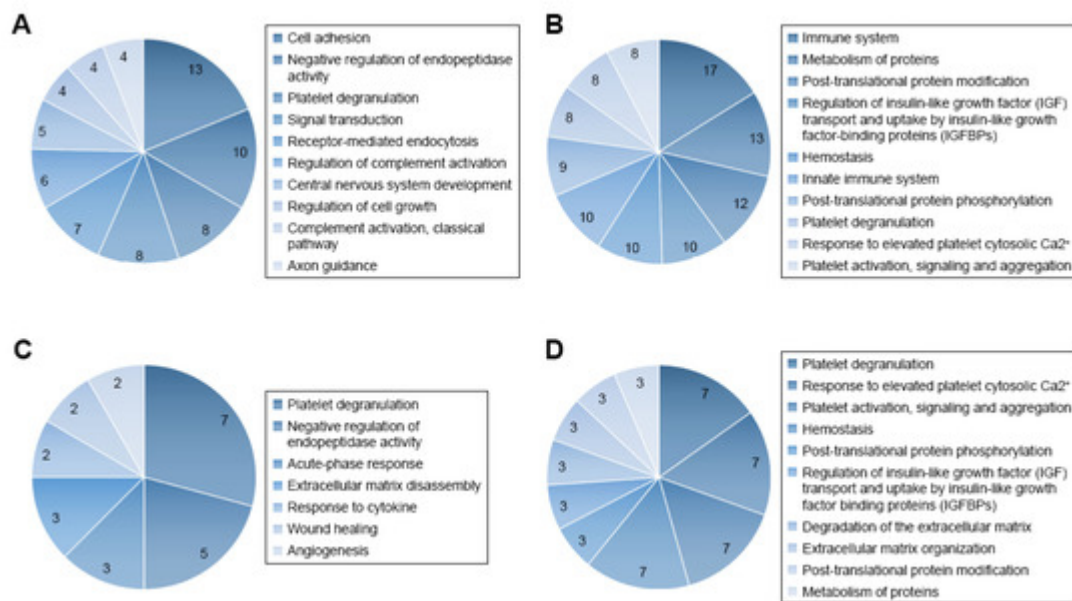 A
13
10
8
8
7
6
5
4
4
4
Cell adhesion
Negative regulation of endopeptidase
activity
Platelet degranulation
Signal transduction
Receptor-mediated endocytosis
Regulation of complement activation
Central nervous system development
Regulation of cell growth
Complement activation, classical
pathway
Axon guidance
B
17
13
12
10
10
10
9
8
8
8
Immune system
Metabolism of proteins
Post-translational protein modification
Regulation of insulin-like growth factor (IGF)
transport and uptake by insulin-like growth
factor-binding proteins (IGFBPs)
Hemostasis
Innate immune system
Post-translational protein phosphorylation
Platelet degranulation
Response to elevated platelet cytosolic Ca2⁺
Platelet activation, signaling and aggregation
C
7
5
3
3
2
2
2
Platelet degranulation
Negative regulation of
endopeptidase activity
Acute-phase response
Extracellular matrix disassembly
Response to cytokine
Wound healing
Angiogenesis
D
7
7
7
7
3
3
3
3
3
3
Platelet degranulation
Response to elevated platelet cytosolic Ca2⁺
Platelet activation, signaling and aggregation
Hemostasis
Post-translational protein phosphorylation
Regulation of insulin-like growth factor (IGF)
transport and uptake by insulin-like growth
factor binding proteins (IGFBPs)
Degradation of the extracellular matrix
Extracellular matrix organization
Post-translational protein modification
Metabolism of proteins